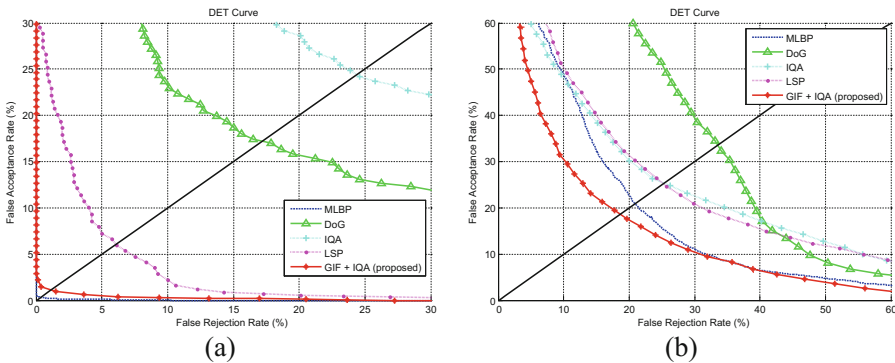 DET Curve
False Acceptance Rate (%)
30
25
20
15
10
5
0
0 5 10 15 20 25 30
False Rejection Rate (%)
MLBP
DoG
IQA
LSP
GIF + IQA (proposed)
(a)
DET Curve
False Acceptance Rate (%)
60
50
40
30
20
10
0
0 10 20 30 40 50 60
False Rejection Rate (%)
MLBP
DoG
IQA
LSP
GIF + IQA (proposed)
(b)